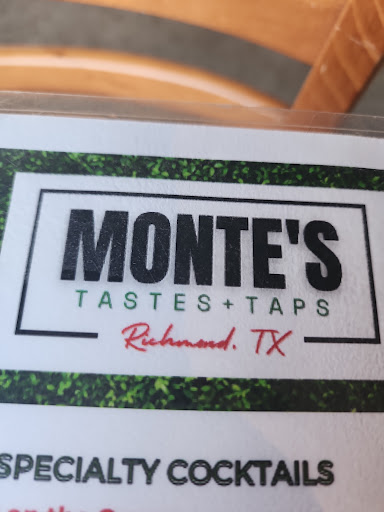 MONTE'S
TASTES + TAPS
Richmond, TX
SPECIALTY COCKTAILS